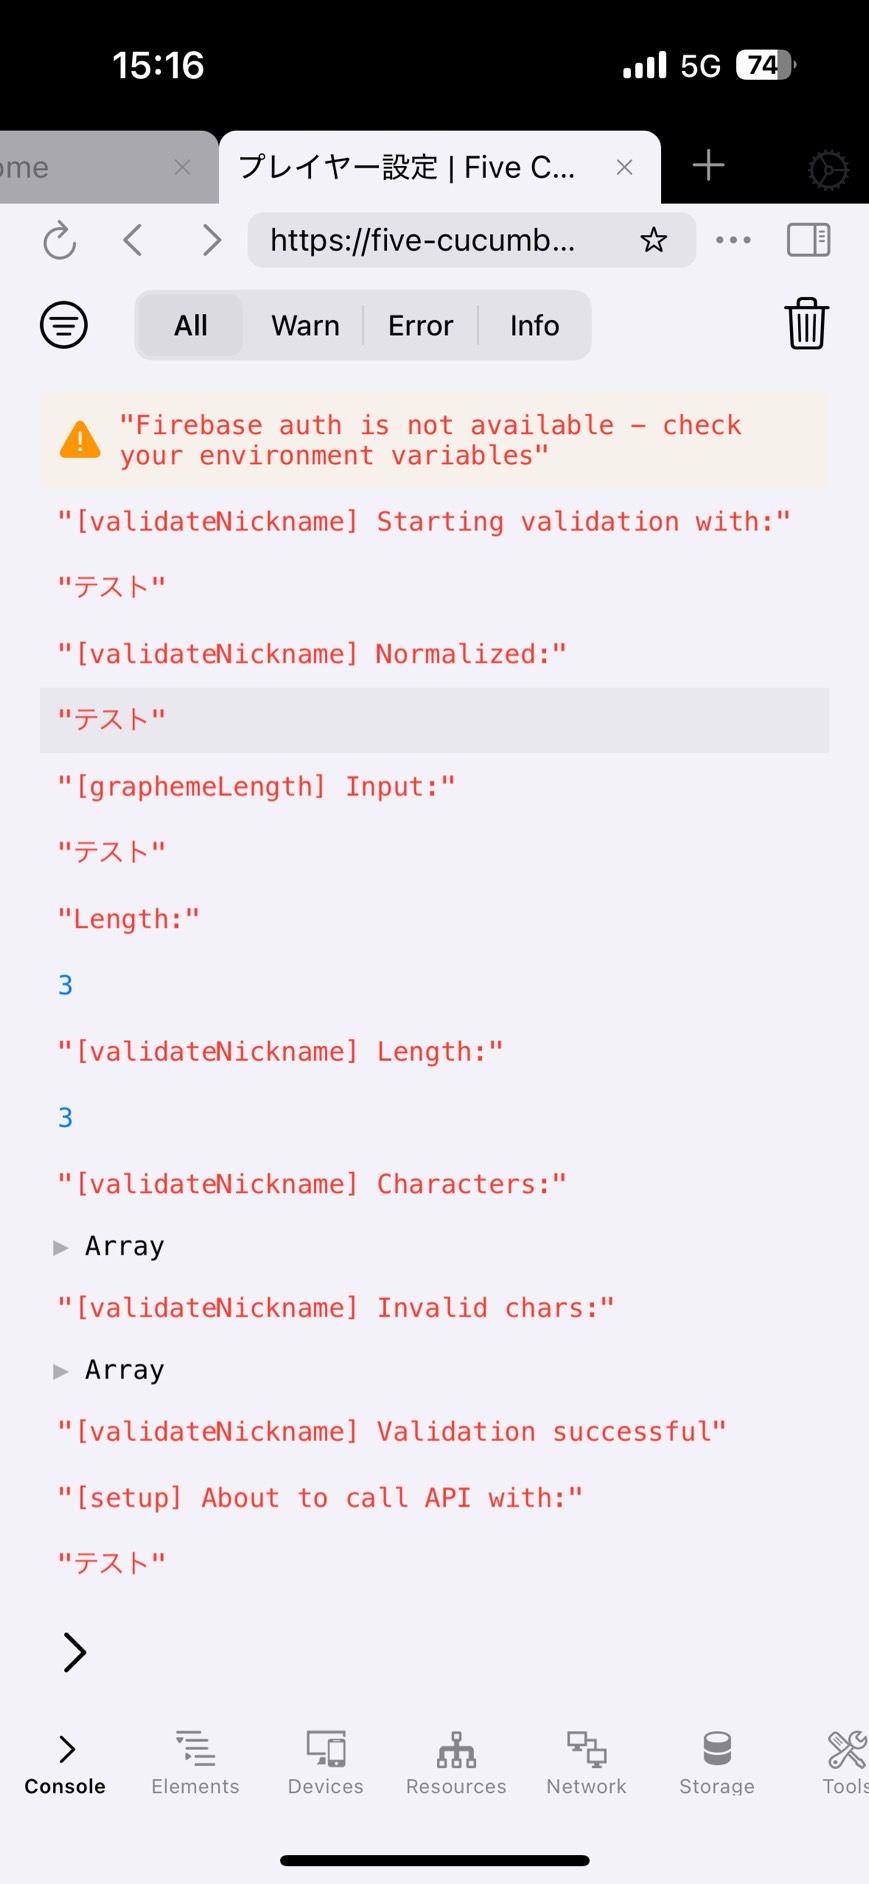 15:16
5G
74
ome
プレイヤー設定 | Five C...
https://five-cucumb...
All
Warn
Error
Info
"Firebase auth is not available – check
your environment variables"
"[validateNickname] Starting validation with:"
"テスト"
"[validateNickname] Normalized:"
"テスト"
"[graphemeLength] Input:"
"テスト"
"Length:"
3
"[validateNickname] Length:"
3
"[validateNickname] Characters:"
Array
"[validateNickname] Invalid chars:"
Array
"[validateNickname] Validation successful"
"[setup] About to call API with:"
"テスト"
Console
Elements
Devices
Resources
Network
Storage
Tools